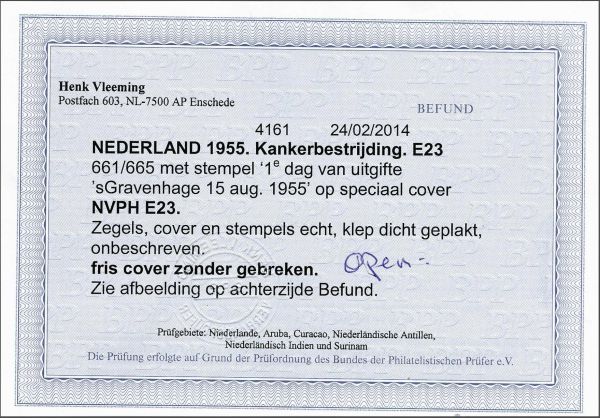 Henk Vleeming
Postfach 603, NL-7500 AP Enschede
BEFUND
4161 24/02/2014
NEDERLAND 1955. Kankerbestrijding. E23
661/665 met stempel ‘1e dag van uitgifte
’sGravenhage 15 aug. 1955’ op speciaal cover
NVPH E23.
Zegels, cover en stempels echt, klep dicht geplakt,
onbeschreven.
fris cover zonder gebreken. Open -
Zie afbeelding op achterzijde Befund.
Prüfgebiete: Niederlande, Aruba, Curacao, Niederländische Antillen,
Niederländisch Indien und Surinam
Die Prüfung erfolgte auf Grund der Prüfordnung des Bundes der Philatelistischen Prüfer e.V.